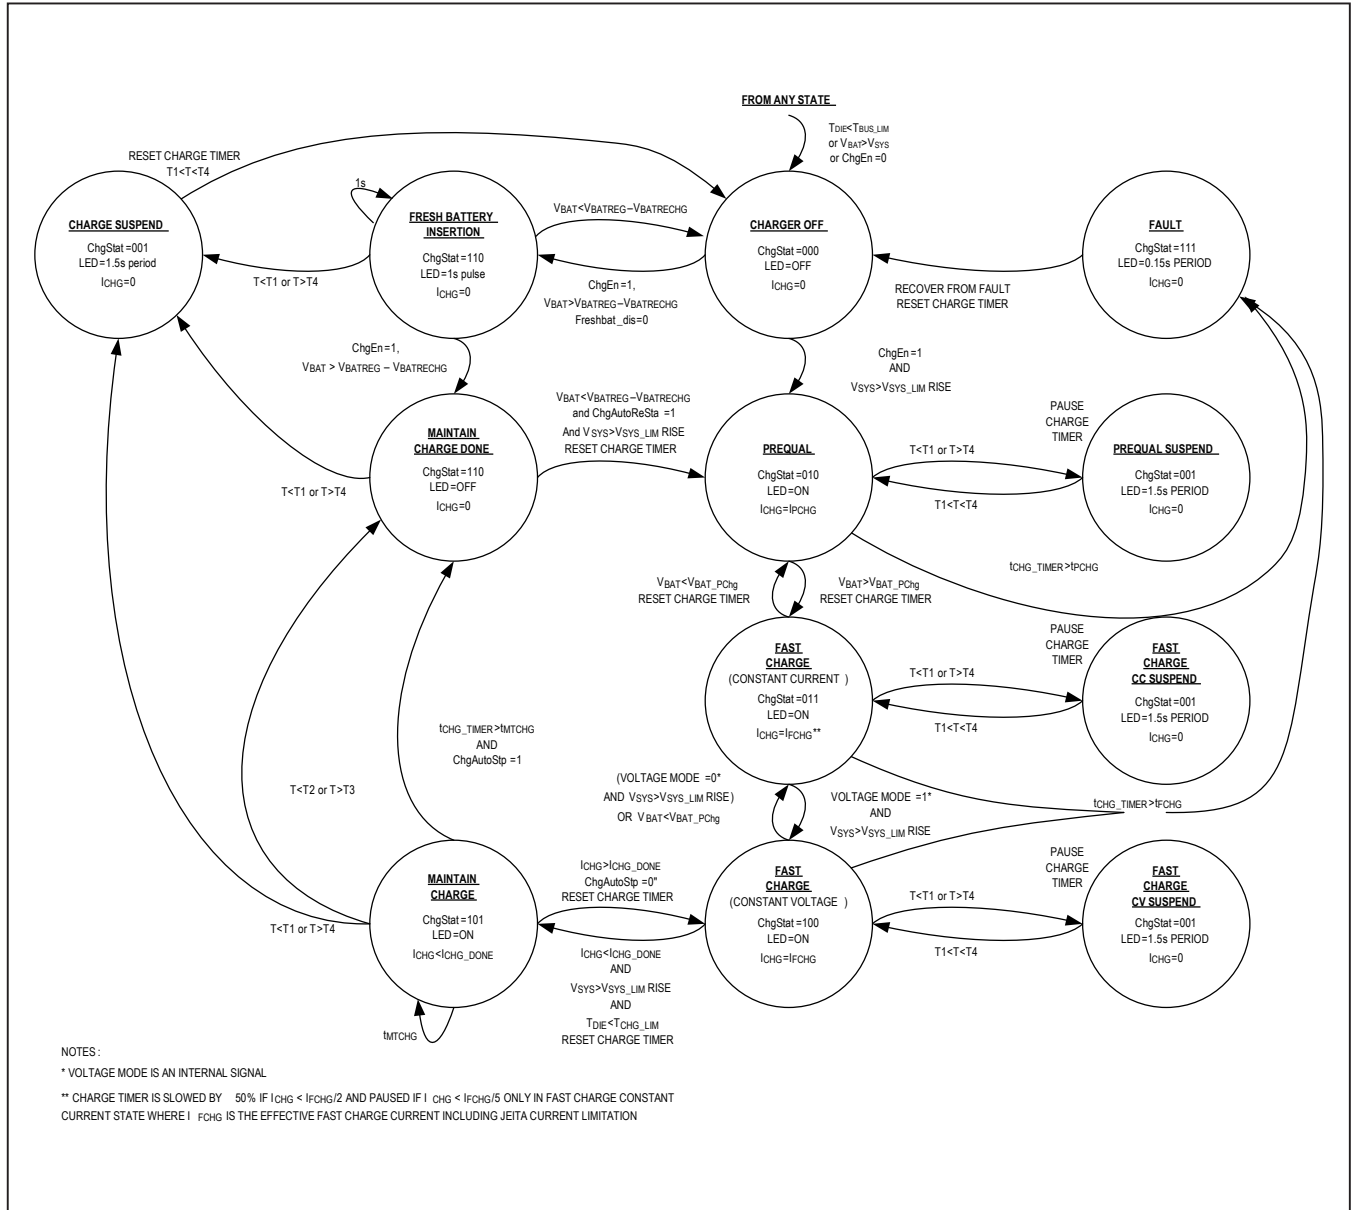 FROM ANY STATE
TDIE<TBUS_LIM
or VBAT>VSYS
or ChgEn =0
RESET CHARGE TIMER
T1<T<T4
CHARGE SUSPEND
ChgStat =001
LED=1.5s period
ICHG=0
1s
FRESH BATTERY
INSERTION
ChgStat =110
LED=1s pulse
ICHG=0
T<T1 or T>T4
VBAT<VBATREG–VBATRECHG
ChgEn =1,
VBAT>VBATREG–VBATRECHG
Freshbat_dis=0
CHARGER OFF
ChgStat =000
LED=OFF
ICHG=0
RECOVER FROM FAULT
RESET CHARGE TIMER
FAULT
ChgStat =111
LED=0.15s PERIOD
ICHG=0
ChgEn =1,
VBAT > VBATREG – VBATRECHG
ChgEn =1
AND
VSYS>VSYS_LIM RISE
MAINTAIN
CHARGE DONE
ChgStat =110
LED=OFF
ICHG=0
T<T1 or T>T4
VBAT<VBATREG–VBATRECHG
and ChgAutoReSta =1
And VSYS>VSYS_LIM RISE
RESET CHARGE TIMER
PREQUAL
ChgStat =010
LED=ON
ICHG=IPCHG
T<T1 or T>T4
T1<T<T4
PAUSE
CHARGE
TIMER
PREQUAL SUSPEND
ChgStat =001
LED=1.5s PERIOD
ICHG=0
tCHG_TIMER>tPCHG
VBAT<VBAT_PChg
RESET CHARGE TIMER
VBAT>VBAT_PChg
RESET CHARGE TIMER
FAST
CHARGE
(CONSTANT CURRENT )
ChgStat =011
LED=ON
ICHG=IFCHG**
T<T1 or T>T4
T1<T<T4
PAUSE
CHARGE
TIMER
FAST
CHARGE
CC SUSPEND
ChgStat =001
LED=1.5s PERIOD
ICHG=0
tCHG_TIMER>tMTCHG
AND
ChgAutoStp =1
T<T2 or T>T3
(VOLTAGE MODE =0*
AND VSYS>VSYS_LIM RISE)
OR VBAT<VBAT_PChg
VOLTAGE MODE =1*
AND
VSYS>VSYS_LIM RISE
tCHG_TIMER>tFCHG
MAINTAIN
CHARGE
ChgStat =101
LED=ON
ICHG<ICHG_DONE
T<T1 or T>T4
tMTCHG
ICHG>ICHG_DONE
ChgAutoStp =0"
RESET CHARGE TIMER
ICHG<ICHG_DONE
AND
VSYS>VSYS_LIM RISE
AND
TDIE<TCHG_LIM
RESET CHARGE TIMER
FAST
CHARGE
(CONSTANT VOLTAGE )
ChgStat =100
LED=ON
ICHG=IFCHG
T<T1 or T>T4
T1<T<T4
PAUSE
CHARGE
TIMER
FAST
CHARGE
CV SUSPEND
ChgStat =001
LED=1.5s PERIOD
ICHG=0
NOTES :
* VOLTAGE MODE IS AN INTERNAL SIGNAL
** CHARGE TIMER IS SLOWED BY 50% IF ICHG < IFCHG/2 AND PAUSED IF I CHG < IFCHG/5 ONLY IN FAST CHARGE CONSTANT
CURRENT STATE WHERE I FCHG IS THE EFFECTIVE FAST CHARGE CURRENT INCLUDING JEITA CURRENT LIMITATION